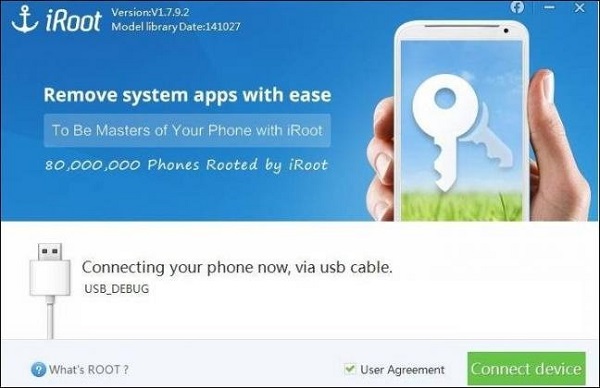 iRoot
Version:V1.7.9.2
Model libraryDate:141027
Remove system apps with ease
To Be Masters of Your Phone with iRoot
80,000,000 Phones Rooted by iRoot
Connecting your phone now, via usb cable.
USB_DEBUG
What's ROOT ?
User Agreement
Connect device